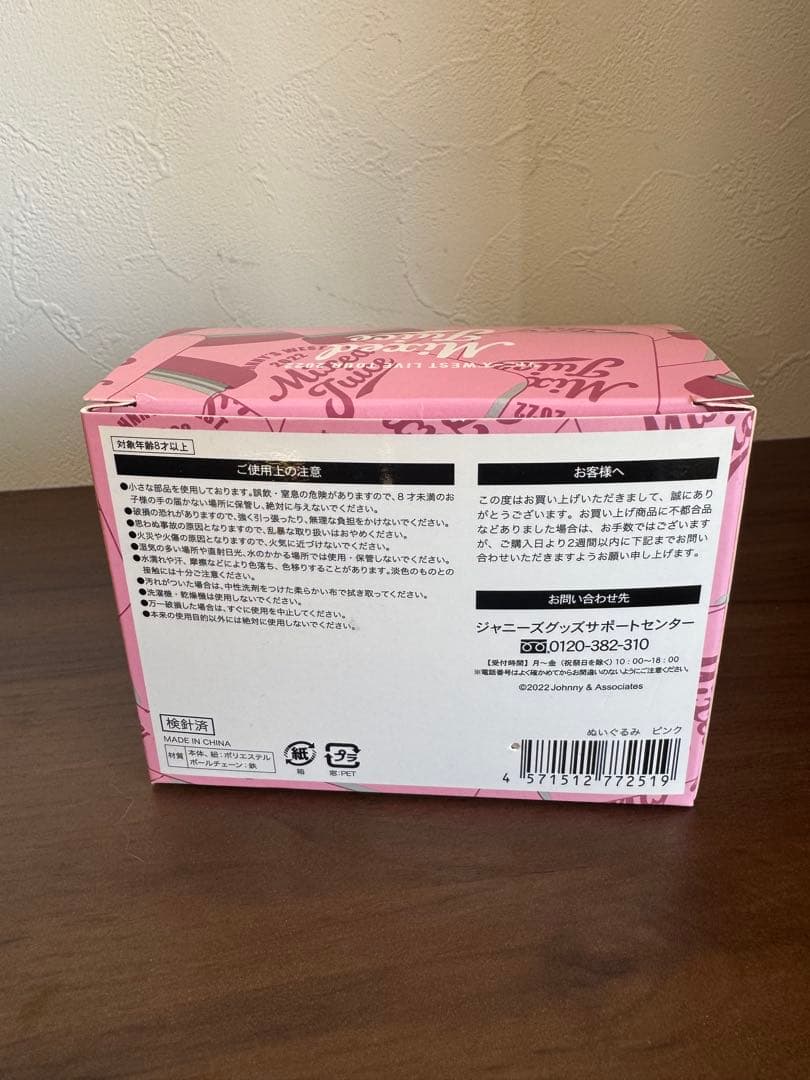 Mixed
Juice
WEST LIVE TOUR 2022
2022
Mixed
Juice
2022
対象年齢8才以上
ご使用上の注意
●小さな部品を使用しております。誤飲・窒息の危険がありますので、8才未満のお
子様の手の届かない場所に保管し、絶対に与えないでください。
●破損の恐れがありますので、強く引っ張ったり、無理な負担をかけないでください。
●思わぬ事故の原因となりますので、乱暴な取り扱いはおやめください。
●火災や火傷の原因となりますので、火気に近づけないでください。
●湿気の多い場所や直射日光、水のかかる場所では使用・保管しないでください。
●水濡れや汗、摩擦などにより色落ち、色移りすることがあります。淡色のものとの
接触には十分ご注意ください。
●汚れがついた場合は、中性洗剤をつけた柔らかい布で拭き取ってください。
●洗濯機・乾燥機は使用しないでください。
●万一破損した場合は、すぐに使用を中止してください。
●本来の使用目的以外には絶対に使用しないでください。
検針済
MADE IN CHINA
材質 本体、紐:ポリエステル
ボールチェーン:鉄
紙
箱
プラ
窓:PET
お客様へ
この度はお買い上げいただきまして、誠にあり
がとうございます。お買い上げ商品に不都合品
などありました場合は、お手数ではございます
が、ご購入日より2週間以内に下記までお問い
合わせいただきますようお願い申し上げます。
お問い合わせ先
ジャニーズグッズサポートセンター
0120-382-310
【受付時間】月〜金(祝祭日を除く)10:00〜18:00
※電話番号はよく確かめてからお間違いのないようにご注意ください。
©2022 Johnny & Associates
ぬいぐるみ ピンク
4 571512 772519